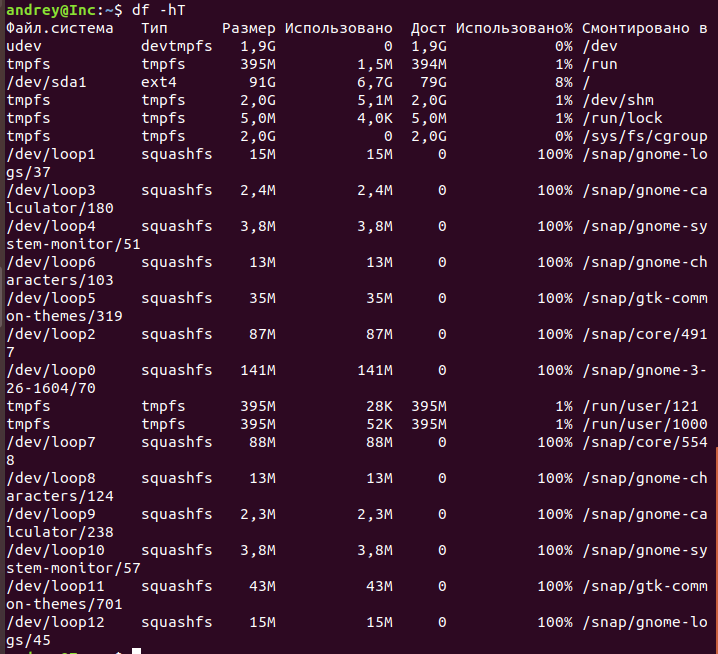 andrey@Inc:~$ df -hT
Файл.система Тип Размер Использовано Дост Использовано% Смонтировано в
udev devtmpfs 1,9G 0 1,9G 0% /dev
tmpfs tmpfs 395M 1,5M 394M 1% /run
/dev/sda1 ext4 91G 6,7G 79G 8% /
tmpfs tmpfs 2,0G 5,1M 2,0G 1% /dev/shm
tmpfs tmpfs 5,0M 4,0K 5,0M 1% /run/lock
tmpfs tmpfs 2,0G 0 2,0G 0% /sys/fs/cgroup
/dev/loop1 squashfs 15M 15M 0 100% /snap/gnome-lo
gs/37
/dev/loop3 squashfs 2,4M 2,4M 0 100% /snap/gnome-ca
lculator/180
/dev/loop4 squashfs 3,8M 3,8M 0 100% /snap/gnome-sy
stem-monitor/51
/dev/loop6 squashfs 13M 13M 0 100% /snap/gnome-ch
aracters/103
/dev/loop5 squashfs 35M 35M 0 100% /snap/gtk-comm
on-themes/319
/dev/loop2 squashfs 87M 87M 0 100% /snap/core/491
7
/dev/loop0 squashfs 141M 141M 0 100% /snap/gnome-3-
26-1604/70
tmpfs tmpfs 395M 28K 395M 1% /run/user/121
tmpfs tmpfs 395M 52K 395M 1% /run/user/1000
/dev/loop7 squashfs 88M 88M 0 100% /snap/core/554
8
/dev/loop8 squashfs 13M 13M 0 100% /snap/gnome-ch
aracters/124
/dev/loop9 squashfs 2,3M 2,3M 0 100% /snap/gnome-ca
lculator/238
/dev/loop10 squashfs 3,8M 3,8M 0 100% /snap/gnome-sy
stem-monitor/57
/dev/loop11 squashfs 43M 43M 0 100% /snap/gtk-comm
on-themes/701
/dev/loop12 squashfs 15M 15M 0 100% /snap/gnome-lo
gs/45
andrey@Inc:~$